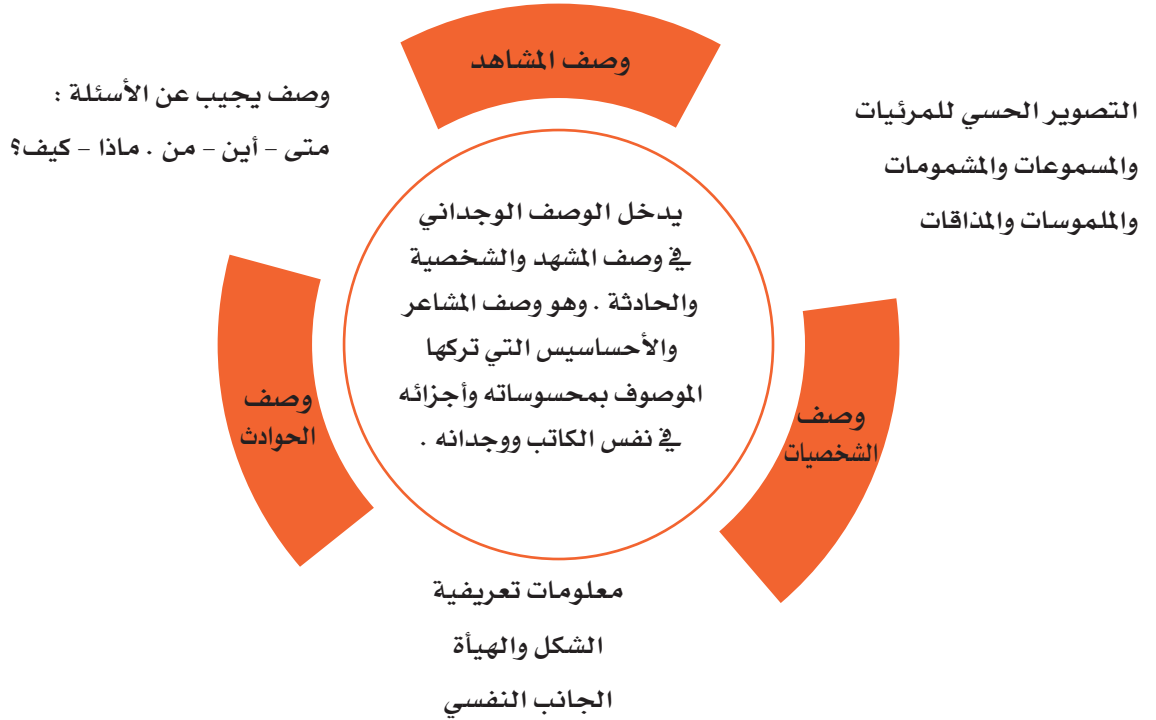 وصف المشاهد
التصوير الحسي للمرئيات
والمسموعات والمشمومات
والملموسات والمذاقات
وصف يجيب عن الأسئلة :
متى - أين - من . ماذا - كيف؟
يدخل الوصف الوجداني
في وصف المشهد والشخصية
والحادثة . وهو وصف المشاعر
والأحساسيس التي تركها
الموصوف بمحسوساته وأجزائه
في نفس الكاتب ووجدانه .
وصف
الشخصيات
وصف
الحوادث
معلومات تعريفية
الشكل والهيأة
الجانب النفسي